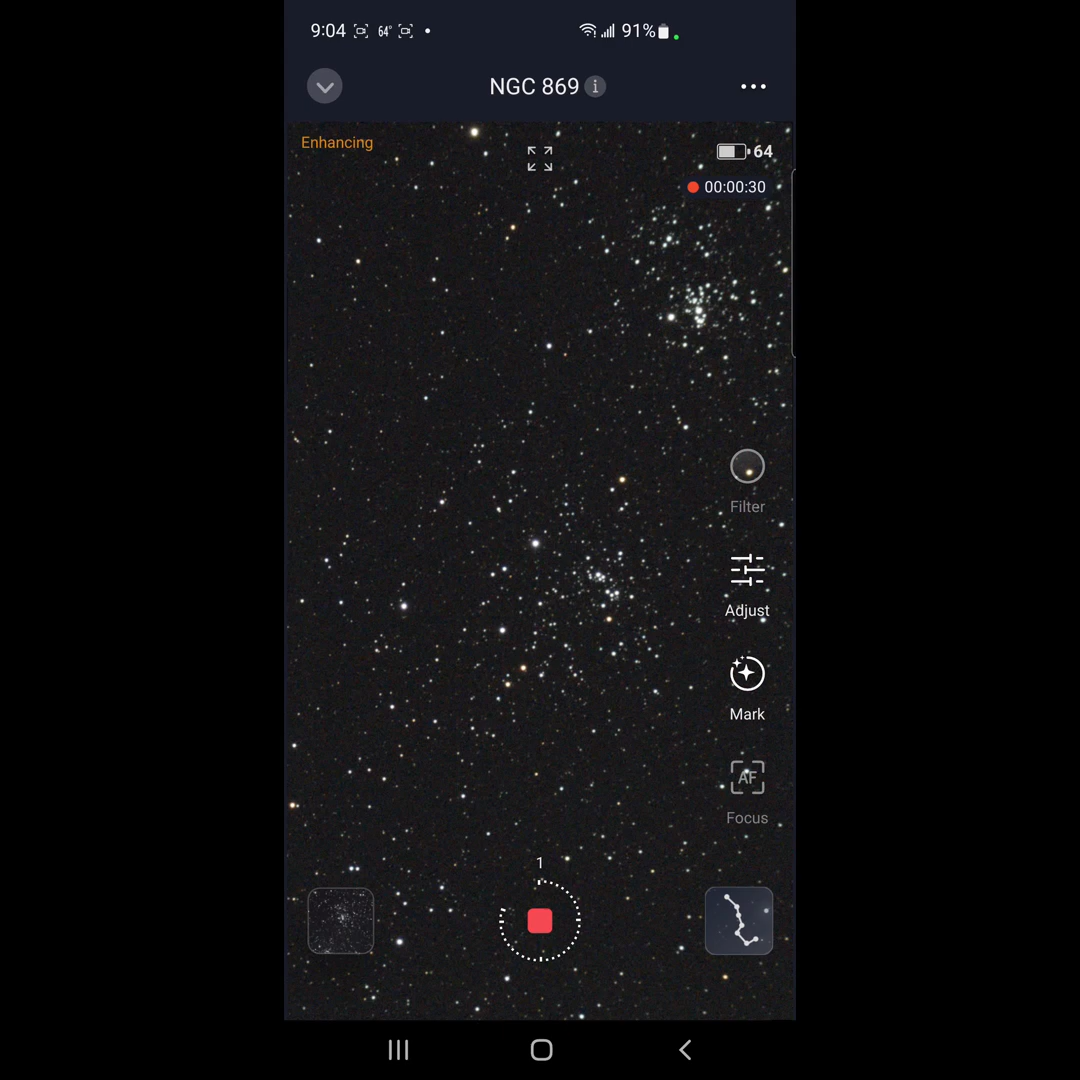 9:04 64° 91%
NGC 869
Enhancing
64
00:00:30
Filter
Adjust
Mark
AF
Focus
1